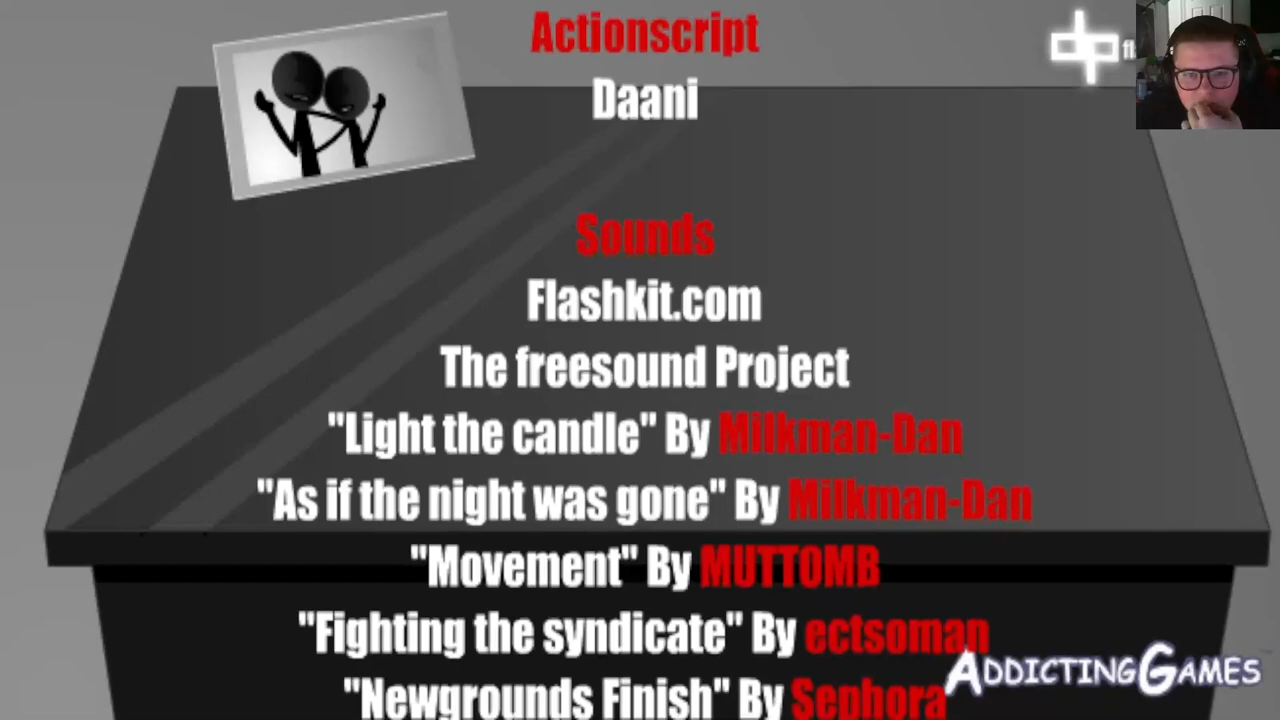 Actionscript
Daani
Sounds
Flashkit.com
The freesound Project
"Light the candle" By Milkman-Dan
"As if the night was gone" By Milkman-Dan
"Movement" By MUTTOMB
"Fighting the syndicate" By ectsoman
"Newgrounds Finish" By Sephora
ADDICTINGGAMES